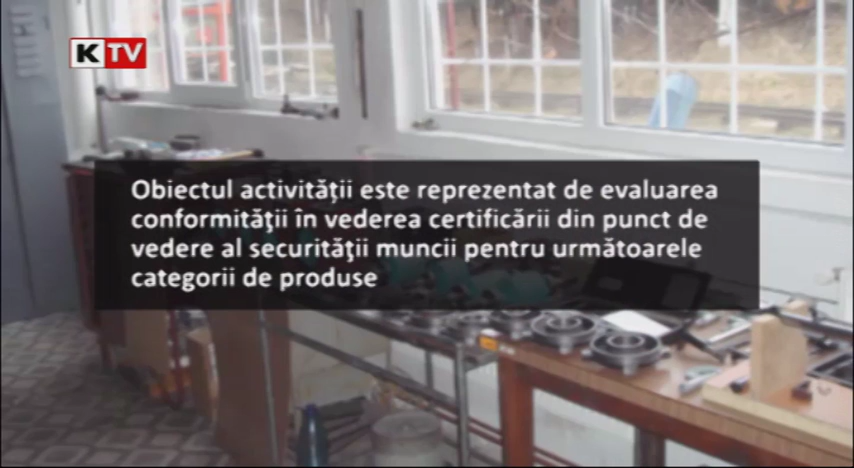 KTV
Obiectul activității este reprezentat de evaluarea
conformităţii în vederea certificării din punct de
vedere al securităţii muncii pentru următoarele
categorii de produse